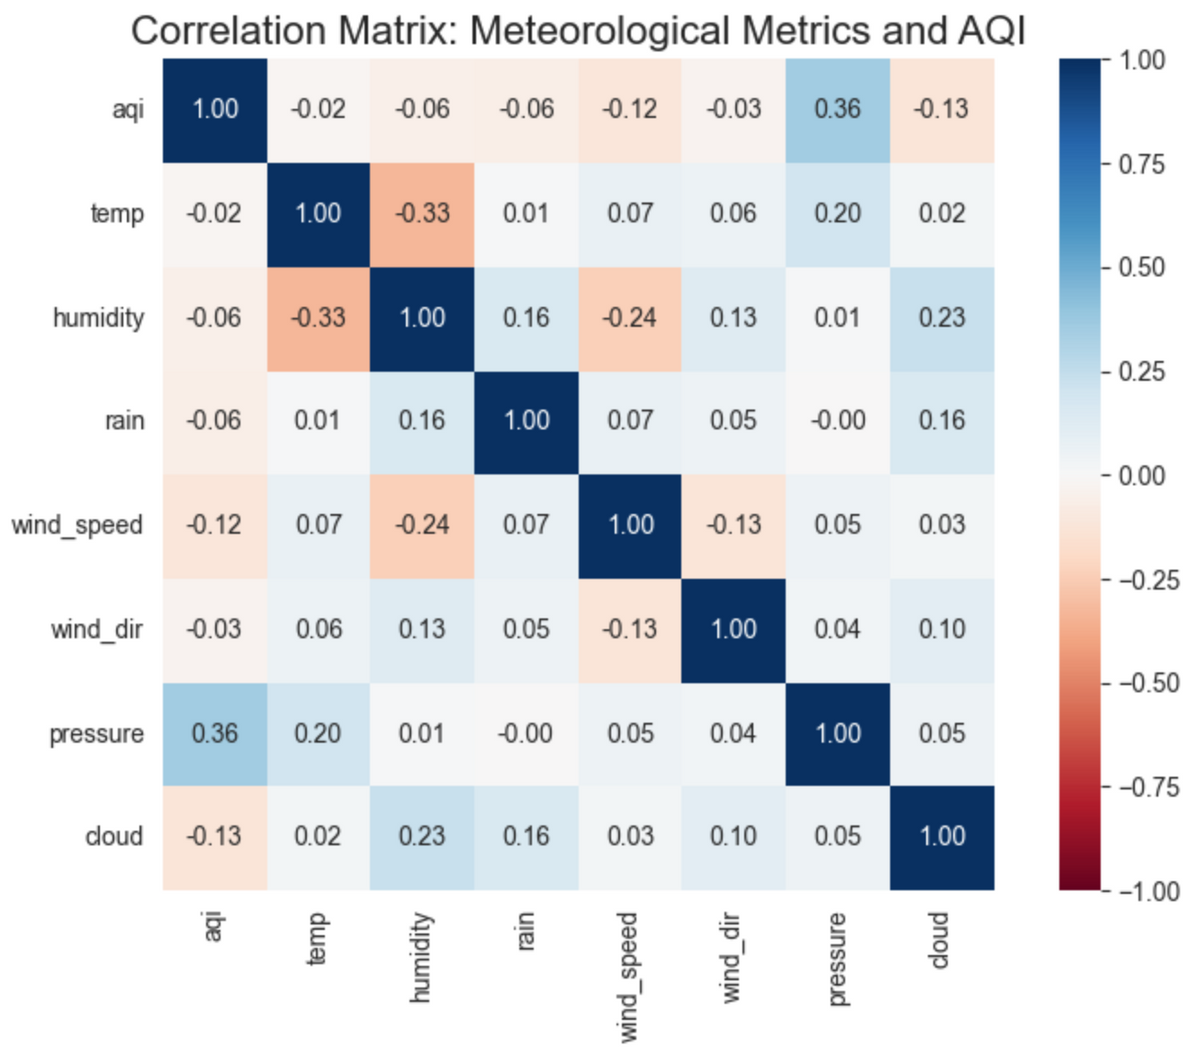 Correlation Matrix: Meteorological Metrics and AQI
aqi 1.00 -0.02 -0.06 -0.06 -0.12 -0.03 0.36 -0.13
temp -0.02 1.00 -0.33 0.01 0.07 0.06 0.20 0.02
humidity -0.06 -0.33 1.00 0.16 -0.24 0.13 0.01 0.23
rain -0.06 0.01 0.16 1.00 0.07 0.05 -0.00 0.16
wind_speed -0.12 0.07 -0.24 0.07 1.00 -0.13 0.05 0.03
wind_dir -0.03 0.06 0.13 0.05 -0.13 1.00 0.04 0.10
pressure 0.36 0.20 0.01 -0.00 0.05 0.04 1.00 0.05
cloud -0.13 0.02 0.23 0.16 0.03 0.10 0.05 1.00
aqi temp humidity rain wind_speed wind_dir pressure cloud
1.00
0.75
0.50
0.25
0.00
−0.25
−0.50
−0.75
−1.00